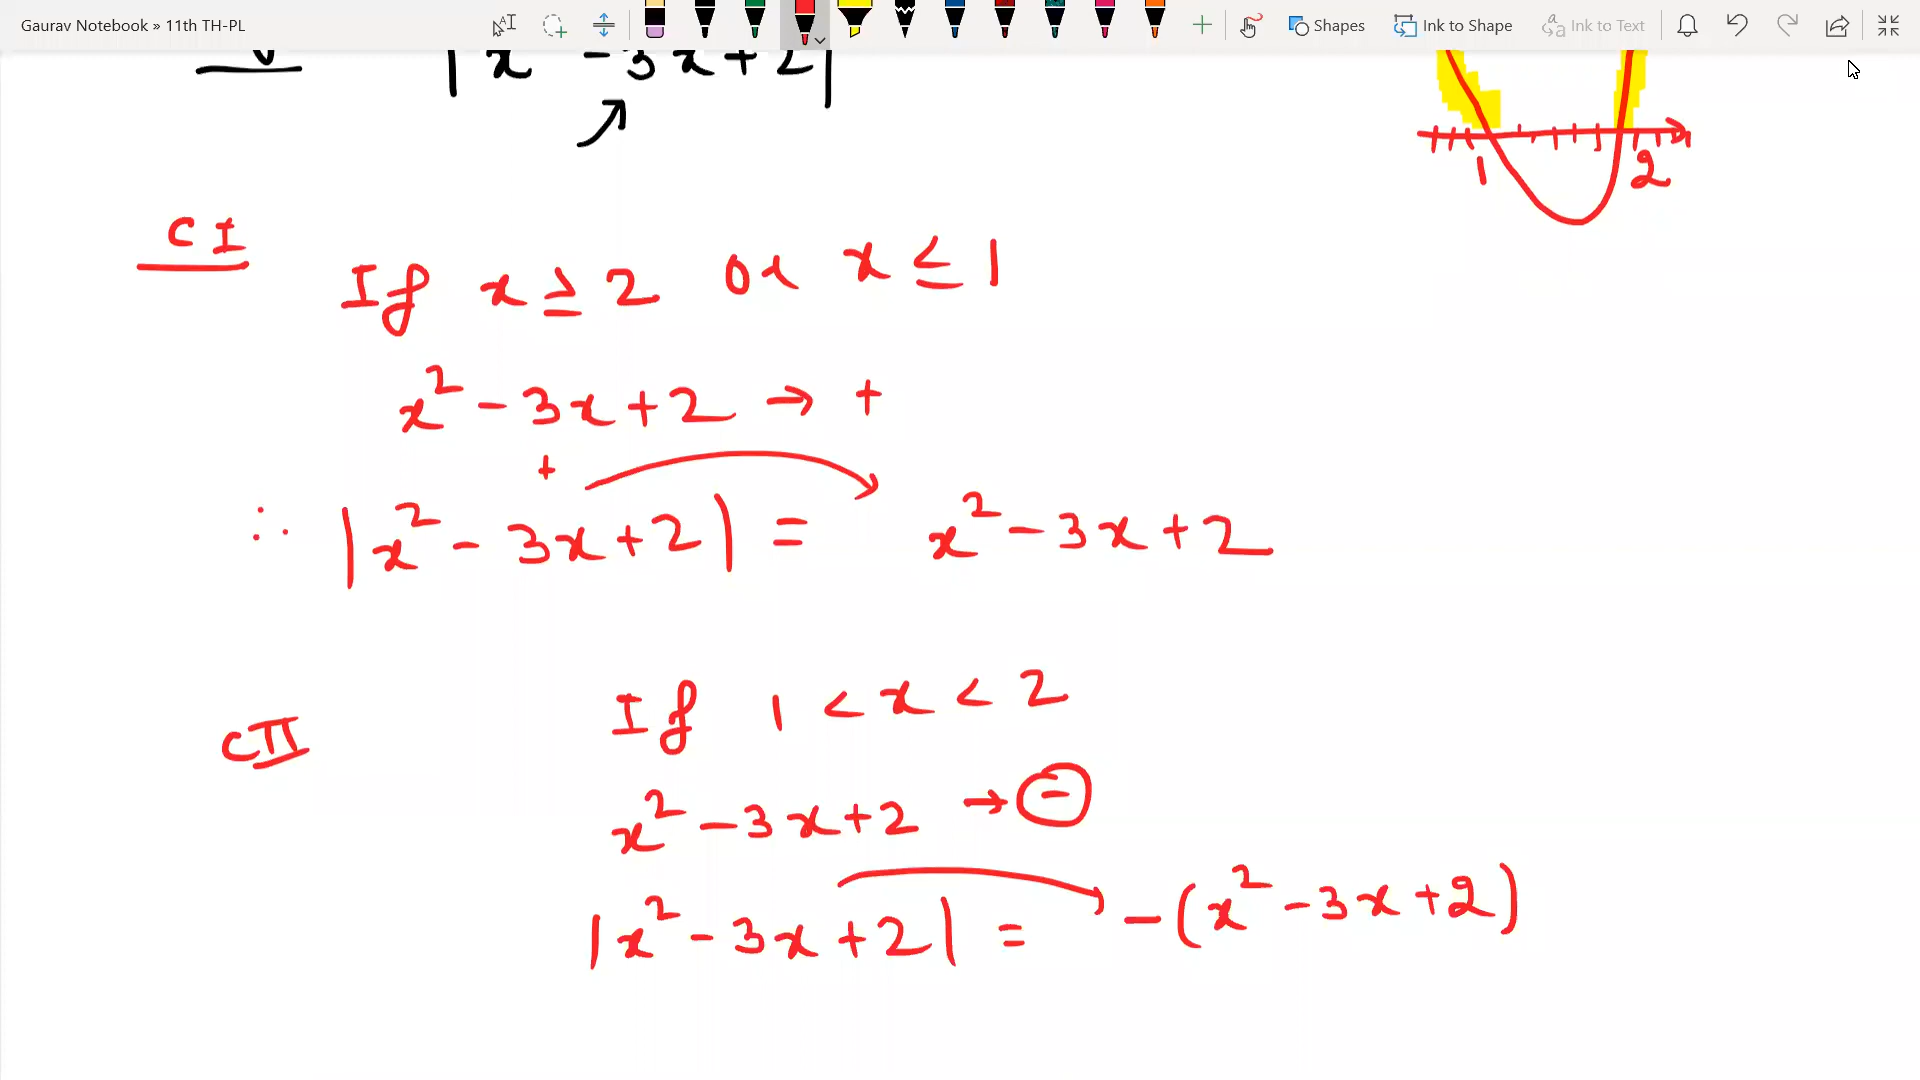 Gaurav Notebook » 11th TH-PL
Shapes
Ink to Shape
Ink to Text
|x - 3x + 2|
1 2
C I
If x ≥ 2 or x ≤ 1
x² - 3x + 2 → +
+
∴ |x² - 3x + 2| = x² - 3x + 2
C II
If 1 < x < 2
x² - 3x + 2 → -
|x² - 3x + 2| = -(x² - 3x + 2)